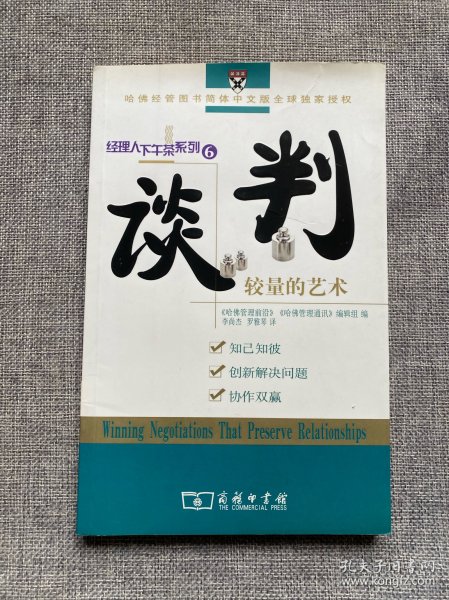 哈佛经管图书简体中文版全球独家授权
经理人下午茶系列6
谈判
较量的艺术
《哈佛管理前沿》《哈佛管理通讯》编辑组 编
李尚杰 罗雅琴 译
知己知彼
创新解决问题
协作双赢
Winning Negotiations That Preserve Relationships
商务印书馆
THE COMMERCIAL PRESS
孔夫子旧书网
www.kongfz.com